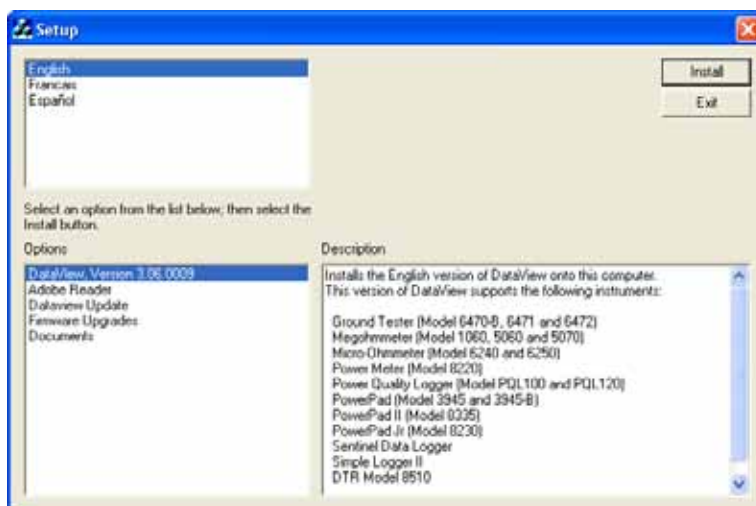 Setup
English
Francais
Español
Install
Exit
Select an option from the list below, then select the
Install button.
Options
Description
DataView, Version 3.06.0009
Adobe Reader
Dataview Update
Firmware Upgrades
Documents
Installs the English version of DataView onto this computer.
This version of DataView supports the following instruments:
Ground Tester (Model 6470-B, 6471 and 6472)
Megohmmeter (Model 1060, 5060 and 5070)
Micro-Ohmmeter (Model 6240 and 6250)
Power Meter (Model 8220)
Power Quality Logger (Model PQL100 and PQL120)
PowerPad (Model 3945 and 3945-B)
PowerPad II (Model 8335)
PowerPad Jr (Model 8230)
Sentinel Data Logger
Simple Logger II
DTR Model 8510